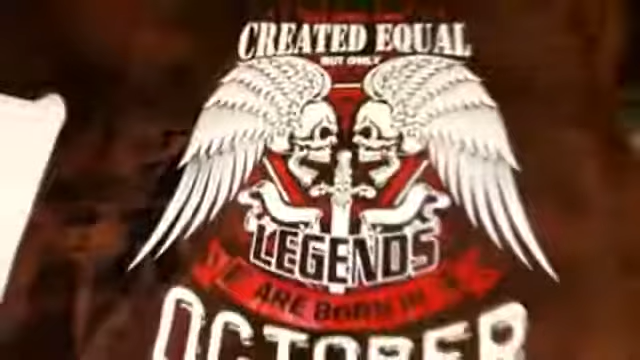 CREATED EQUAL
BUT ONLY
LEGENDS
ARE BORN IN
OCTOBER